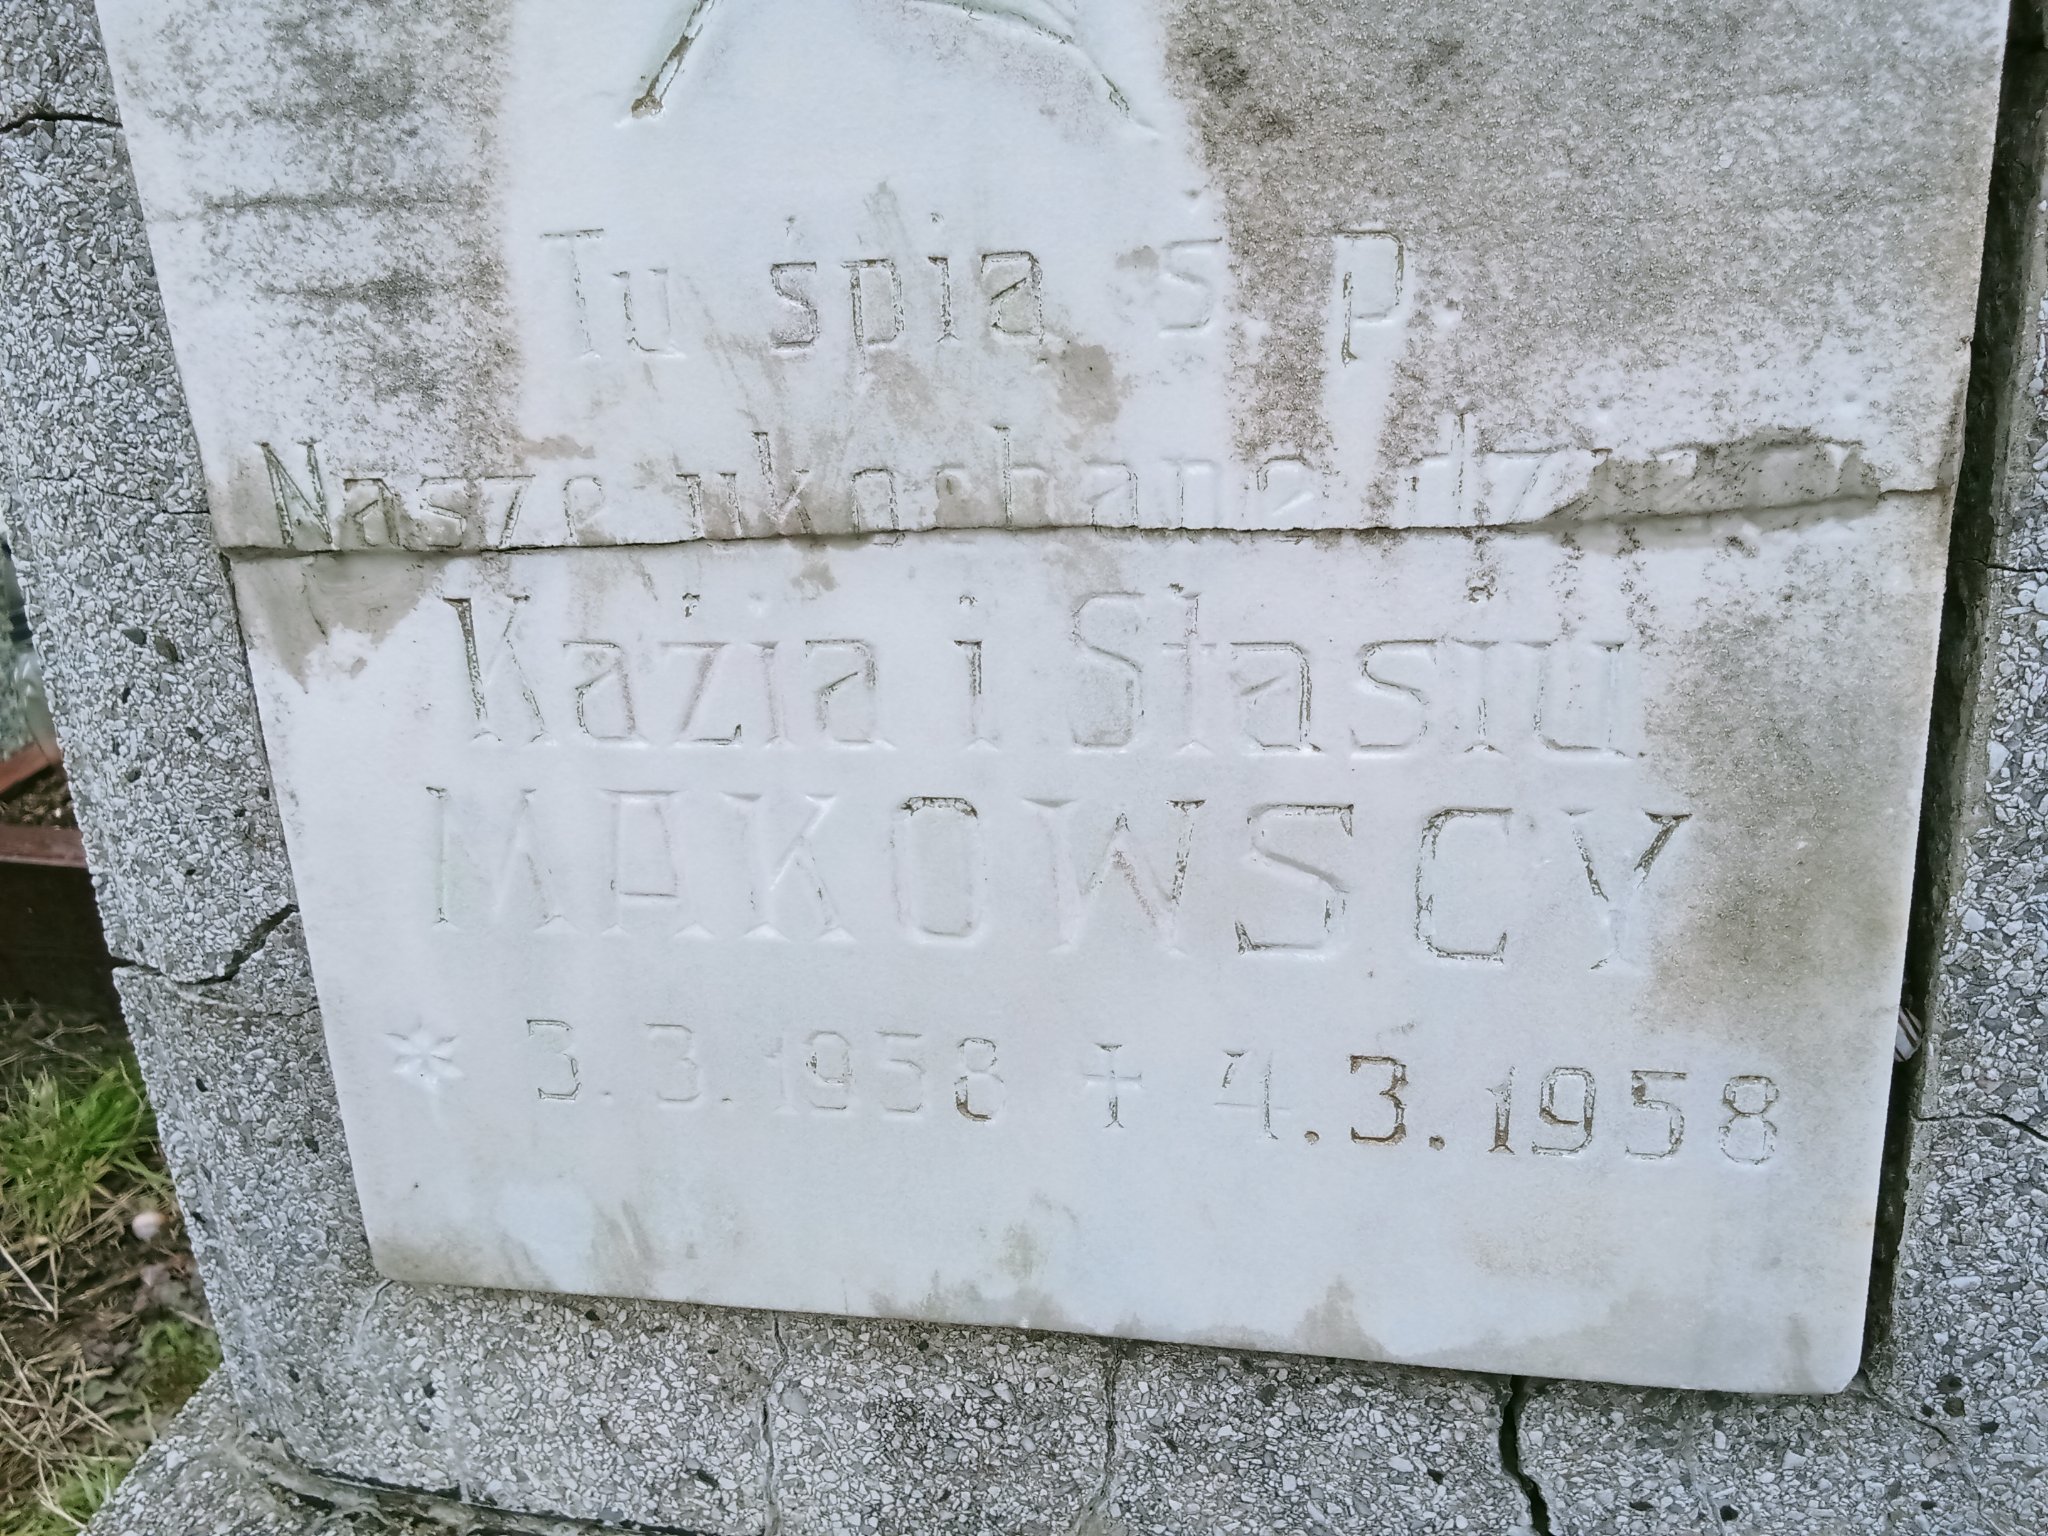 Tu śpią ś. p.
Nasze ukochane dzieci
Kazia i Stasiu
MAKOWSCY
* 3.3.1958 + 4.3.1958